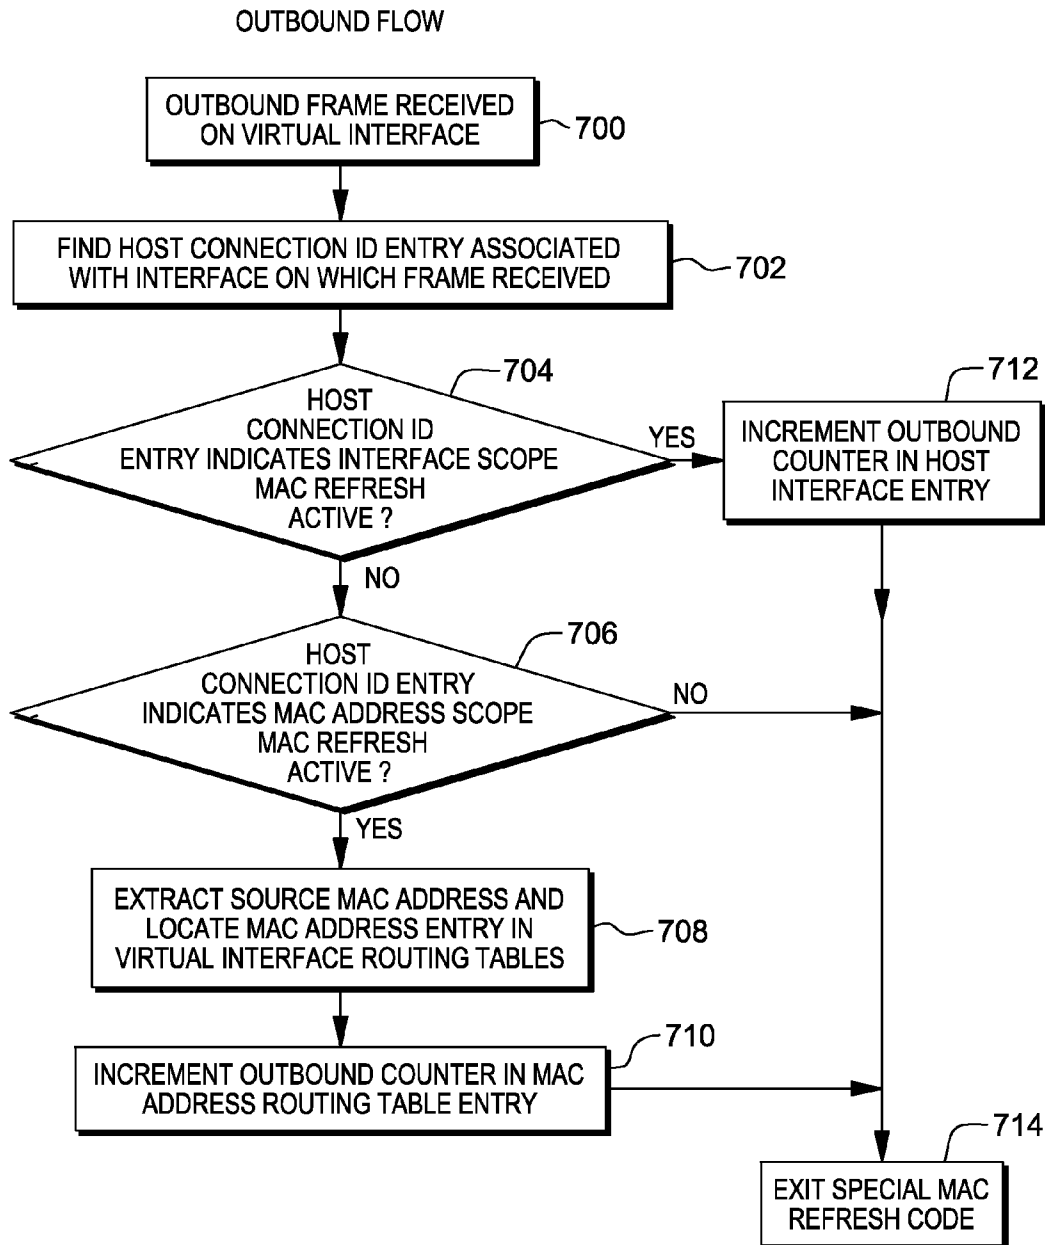 OUTBOUND FLOW
OUTBOUND FRAME RECEIVED
ON VIRTUAL INTERFACE
700
FIND HOST CONNECTION ID ENTRY ASSOCIATED
WITH INTERFACE ON WHICH FRAME RECEIVED
702
704
HOST
CONNECTION ID
ENTRY INDICATES INTERFACE SCOPE
MAC REFRESH
ACTIVE ?
YES
712
INCREMENT OUTBOUND
COUNTER IN HOST
INTERFACE ENTRY
NO
706
HOST
CONNECTION ID ENTRY
INDICATES MAC ADDRESS SCOPE
MAC REFRESH
ACTIVE ?
NO
YES
EXTRACT SOURCE MAC ADDRESS AND
LOCATE MAC ADDRESS ENTRY IN
VIRTUAL INTERFACE ROUTING TABLES
708
710
INCREMENT OUTBOUND COUNTER IN MAC
ADDRESS ROUTING TABLE ENTRY
714
EXIT SPECIAL MAC
REFRESH CODE